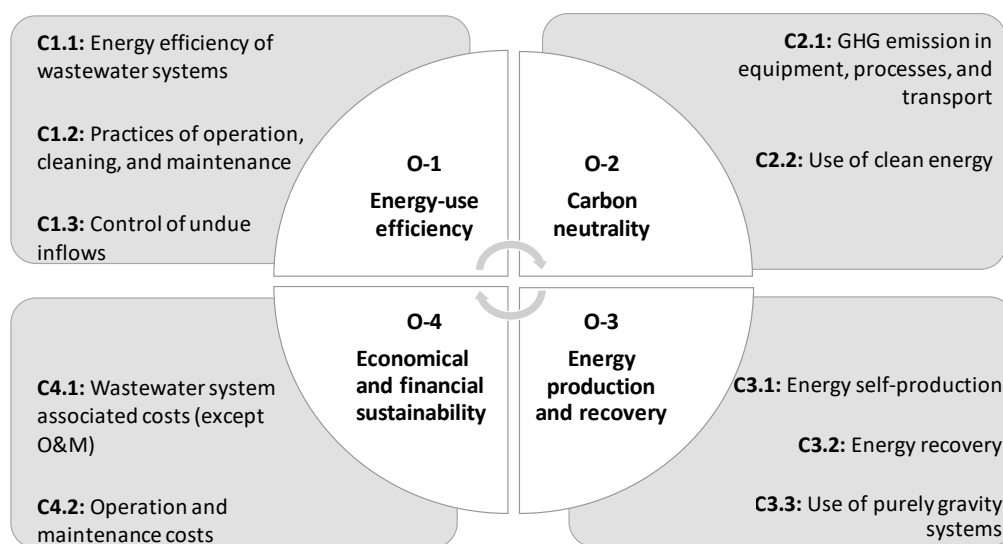 C1.1: Energy efficiency of
wastewater systems
C1.2: Practices of operation,
cleaning, and maintenance
C1.3: Control of undue
inflows
O-1
Energy-use
efficiency
C2.1: GHG emission in
equipment, processes, and
transport
C2.2: Use of clean energy
O-2
Carbon
neutrality
C4.1: Wastewater system
associated costs (except
O&M)
C4.2: Operation and
maintenance costs
O-4
Economical
and financial
sustainability
O-3
Energy
production
and recovery
C3.1: Energy self-production
C3.2: Energy recovery
C3.3: Use of purely gravity
systems